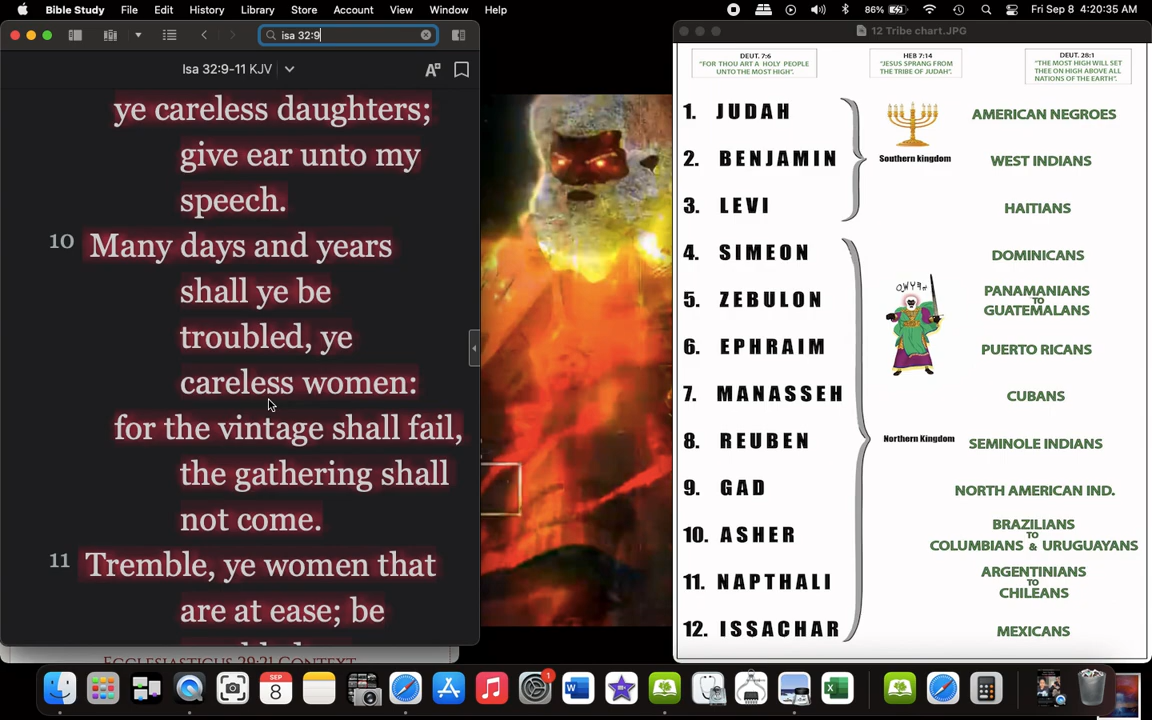 Bible Study File Edit History Library Store Account View Window Help
86% Fri Sep 8 4:20:35 AM
isa 32:9
Isa 32:9-11 KJV
ye careless daughters;
give ear unto my
speech.
10 Many days and years
shall ye be
troubled, ye
careless women:
for the vintage shall fail,
the gathering shall
not come.
11 Tremble, ye women that
are at ease; be
12 Tribe chart.JPG
DEUT. 7:6
"FOR THOU ART A HOLY PEOPLE
UNTO THE MOST HIGH".
HEB 7:14
"JESUS SPRANG FROM
THE TRIBE OF JUDAH".
DEUT. 28:1
"THE MOST HIGH WILL SET
THEE ON HIGH ABOVE ALL
NATIONS OF THE EARTH".
1. JUDAH
AMERICAN NEGROES
2. BENJAMIN
Southern kingdom
WEST INDIANS
3. LEVI
HAITIANS
4. SIMEON
DOMINICANS
5. ZEBULON
PANAMANIANS
TO
GUATEMALANS
6. EPHRAIM
PUERTO RICANS
7. MANASSEH
CUBANS
8. REUBEN
Northern Kingdom
SEMINOLE INDIANS
9. GAD
NORTH AMERICAN IND.
10. ASHER
BRAZILIANS
TO
COLUMBIANS & URUGUAYANS
11. NAPTHALI
ARGENTINIANS
TO
CHILEANS
12. ISSACHAR
MEXICANS
ECCLESIASTICUS 29:21 CONTEXT
SEP
8
1